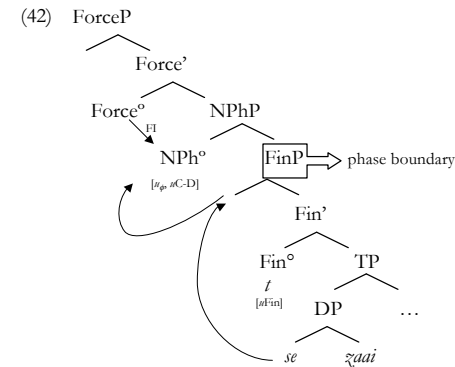 (42) ForceP
Force'
Force° NPhP
FI
NPh° FinP phase boundary
[uφ, uC-D]
Fin'
Fin° TP
t
[uFin]
DP …
se zaai